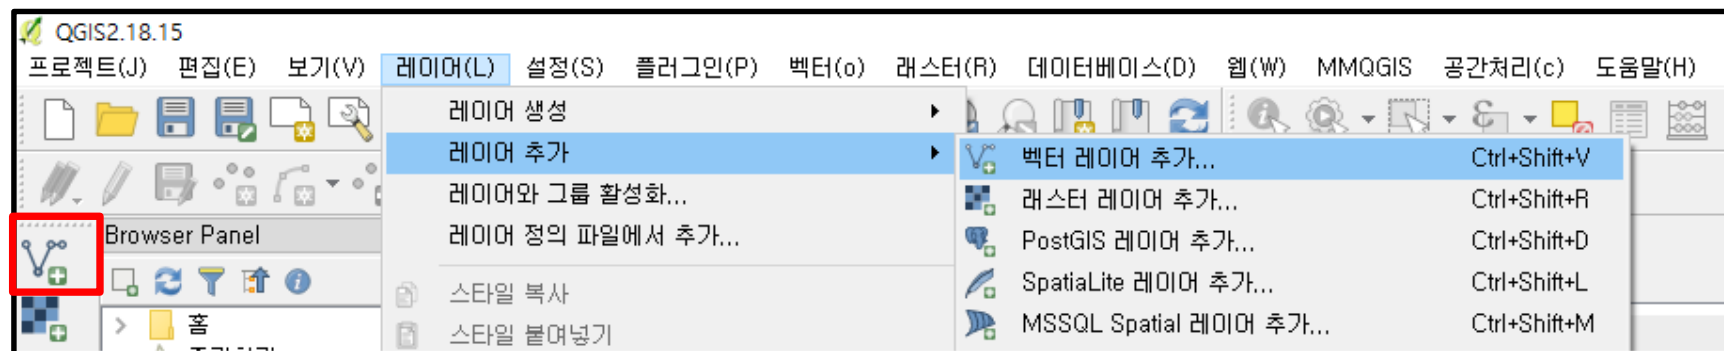 QGIS2.18.15
프로젝트(J) 편집(E) 보기(V) 레이어(L) 설정(S) 플러그인(P) 벡터(o) 래스터(R) 데이터베이스(D) 웹(W) MMQGIS 공간처리(c) 도움말(H)
레이어 생성
레이어 추가
레이어와 그룹 활성화...
레이어 정의 파일에서 추가...
스타일 복사
스타일 붙여넣기
벡터 레이어 추가... Ctrl+Shift+V
래스터 레이어 추가... Ctrl+Shift+R
PostGIS 레이어 추가... Ctrl+Shift+D
SpatiaLite 레이어 추가... Ctrl+Shift+L
MSSQL Spatial 레이어 추가... Ctrl+Shift+M
Browser Panel
홈